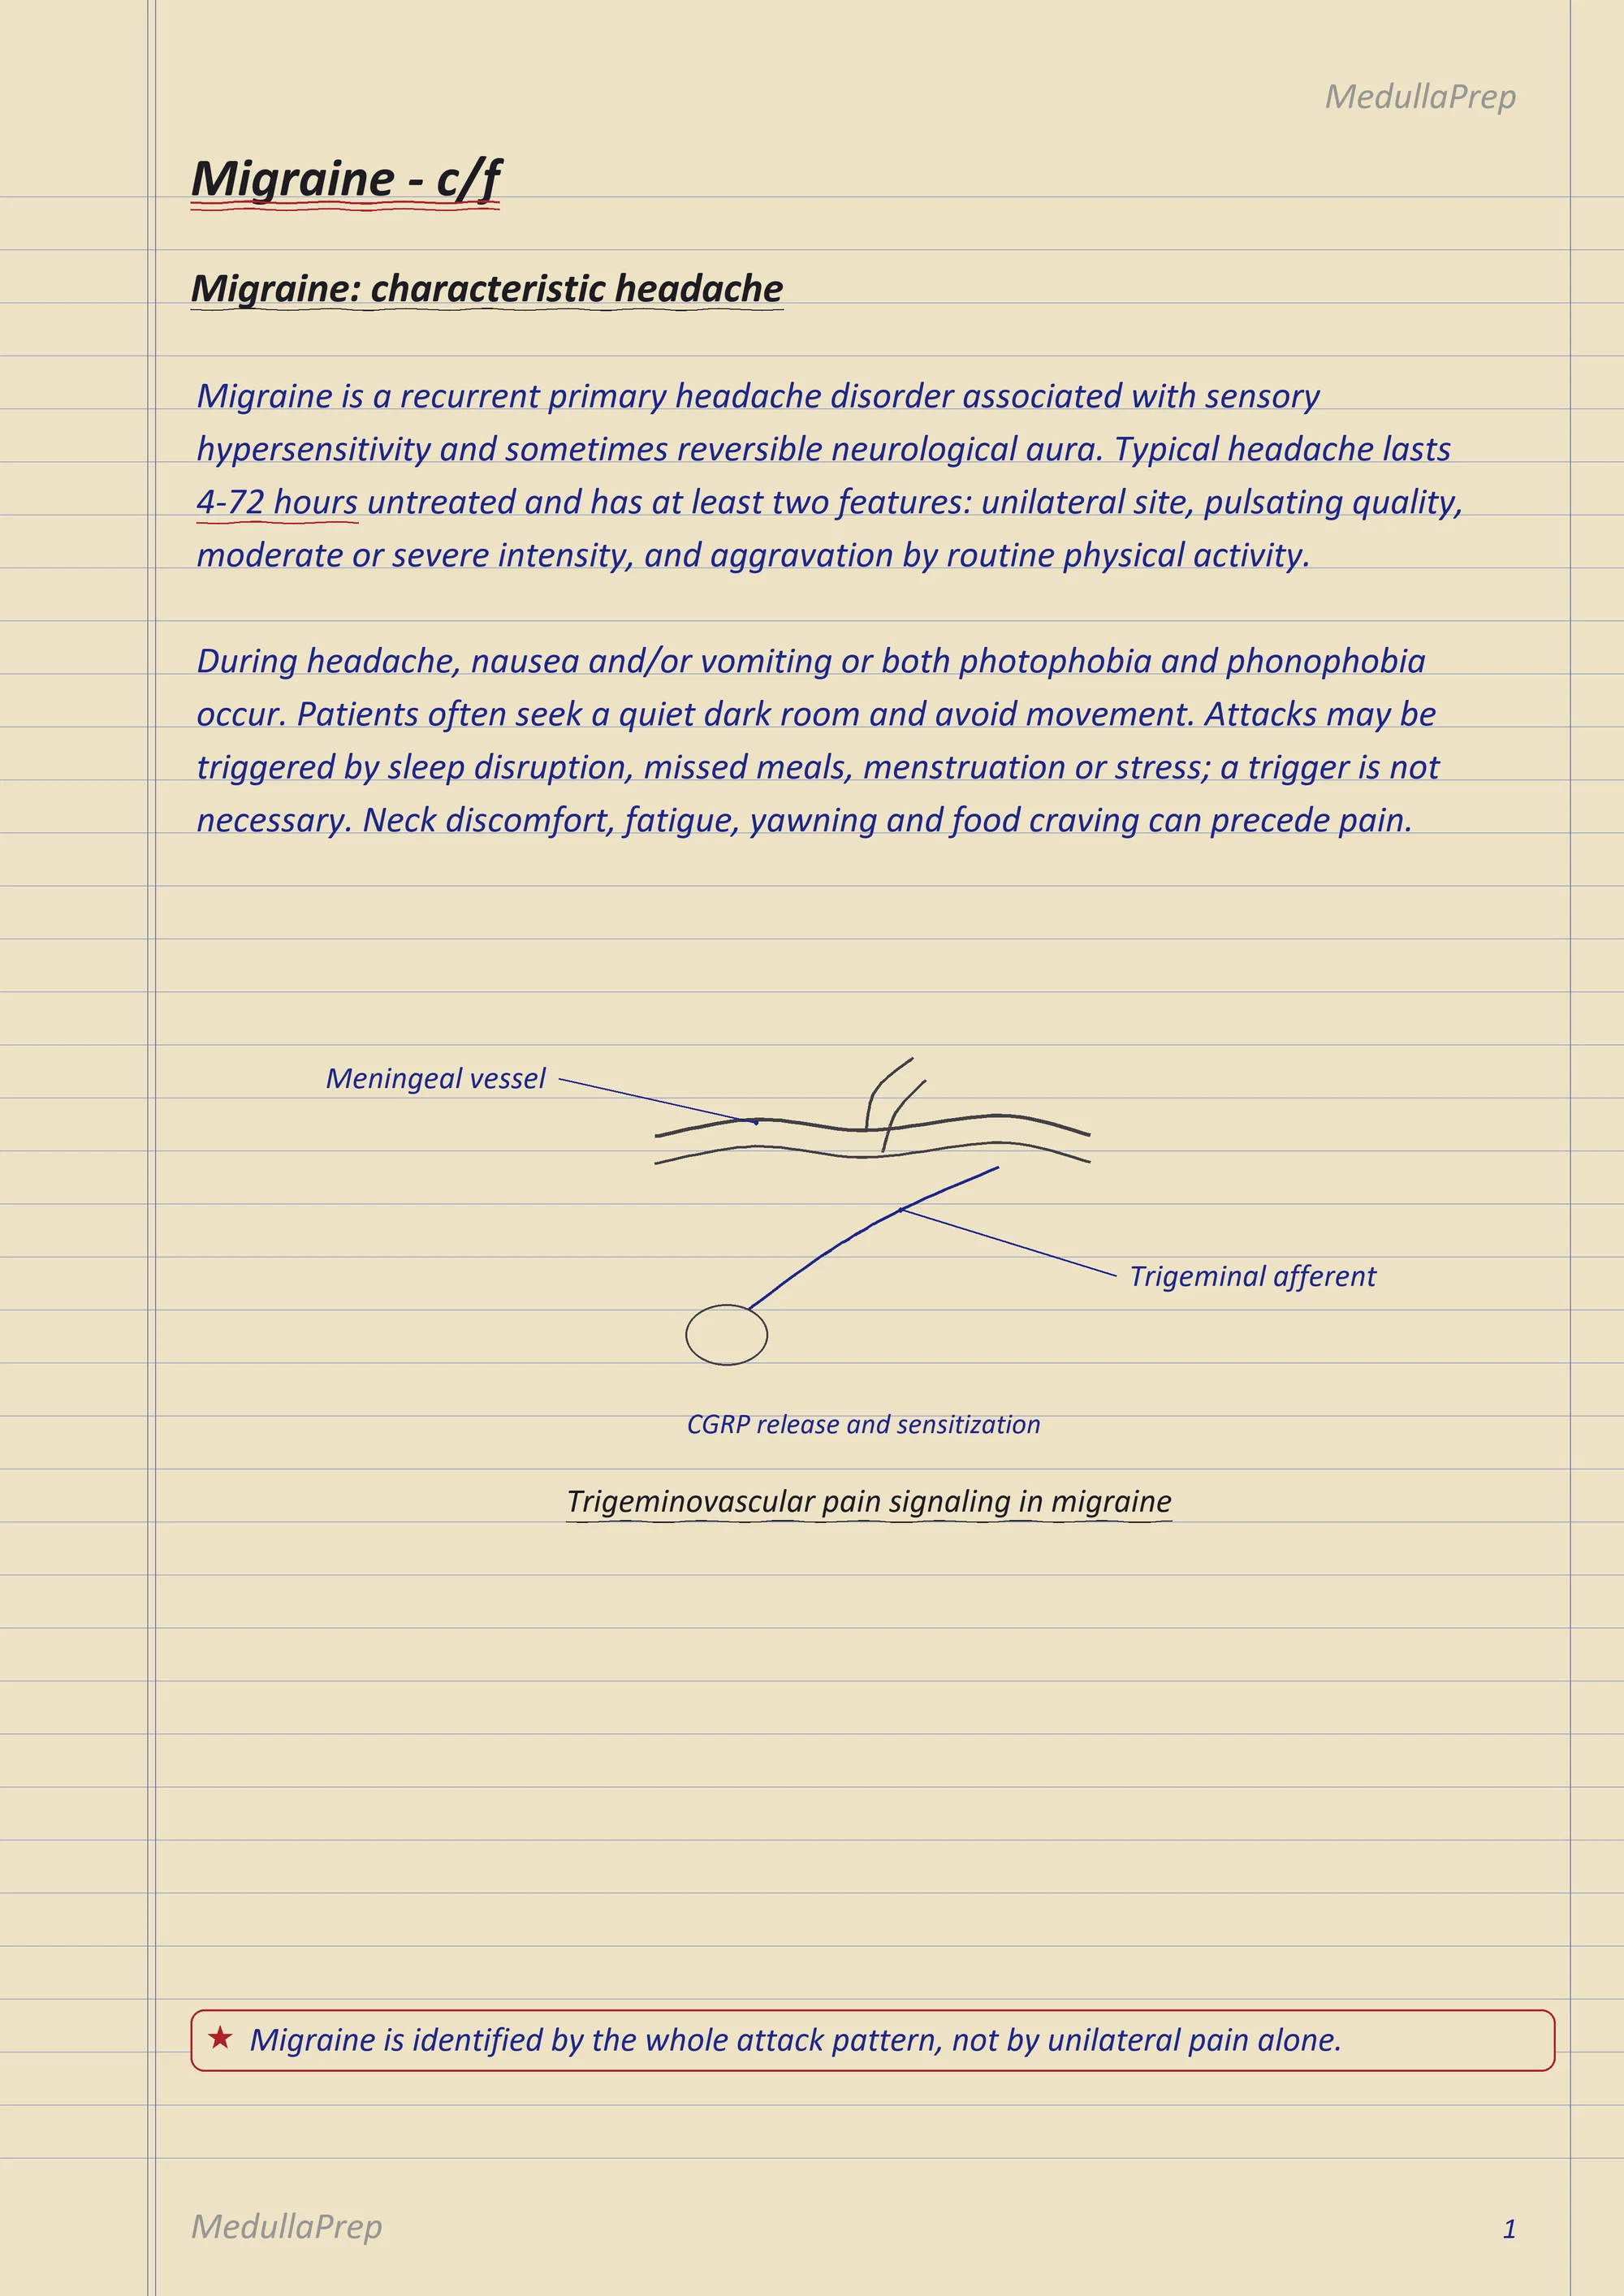 MedullaPrep
Migraine - c/f
Migraine: characteristic headache
Migraine is a recurrent primary headache disorder associated with sensory
hypersensitivity and sometimes reversible neurological aura. Typical headache lasts
4-72 hours untreated and has at least two features: unilateral site, pulsating quality,
moderate or severe intensity, and aggravation by routine physical activity.
During headache, nausea and/or vomiting or both photophobia and phonophobia
occur. Patients often seek a quiet dark room and avoid movement. Attacks may be
triggered by sleep disruption, missed meals, menstruation or stress; a trigger is not
necessary. Neck discomfort, fatigue, yawning and food craving can precede pain.
Meningeal vessel
Trigeminal afferent
CGRP release and sensitization
Trigeminovascular pain signaling in migraine
★ Migraine is identified by the whole attack pattern, not by unilateral pain alone.
MedullaPrep
1